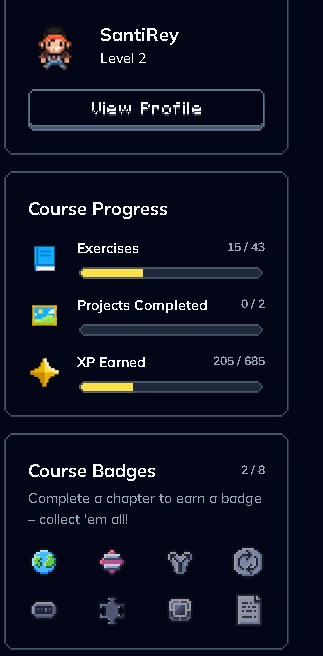 SantiRey
Level 2
View Profile
Course Progress
Exercises 15 / 43
Projects Completed 0 / 2
XP Earned 205 / 685
Course Badges 2 / 8
Complete a chapter to earn a badge
– collect 'em all!